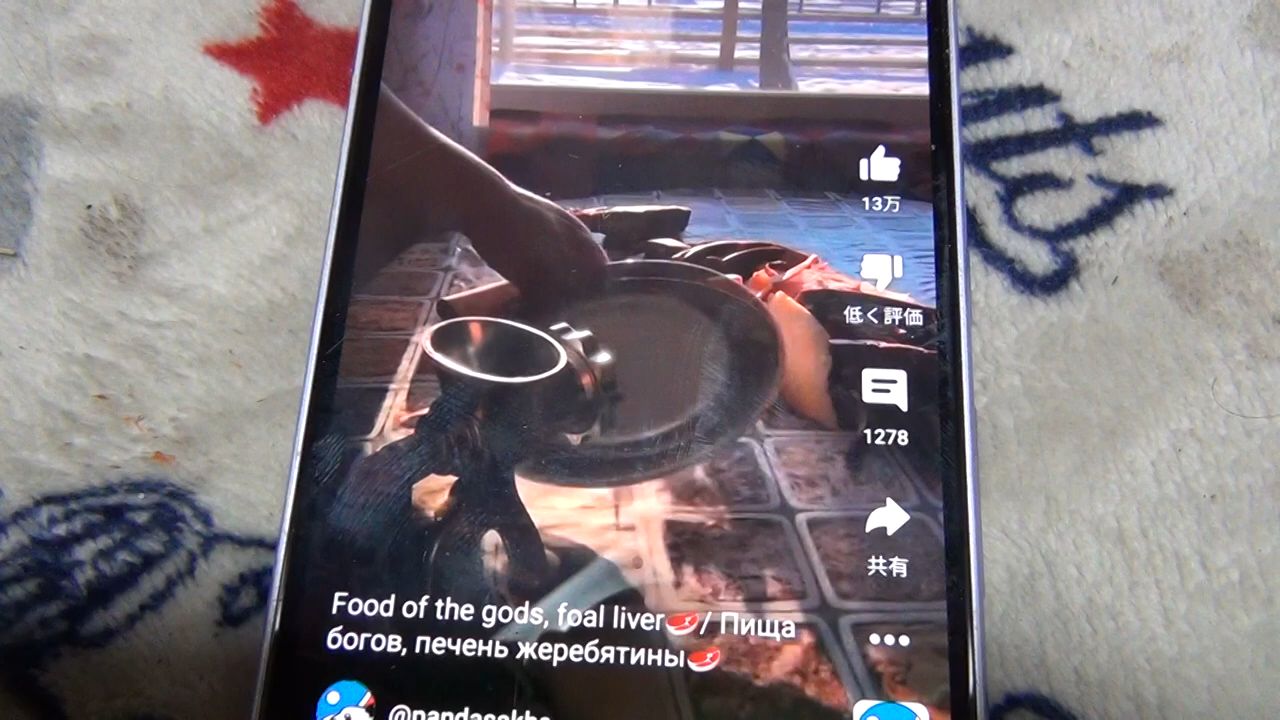 13万
低く評価
1278
共有
Food of the gods, foal liver🥩/ Пища
богов, печень жеребятины🥩